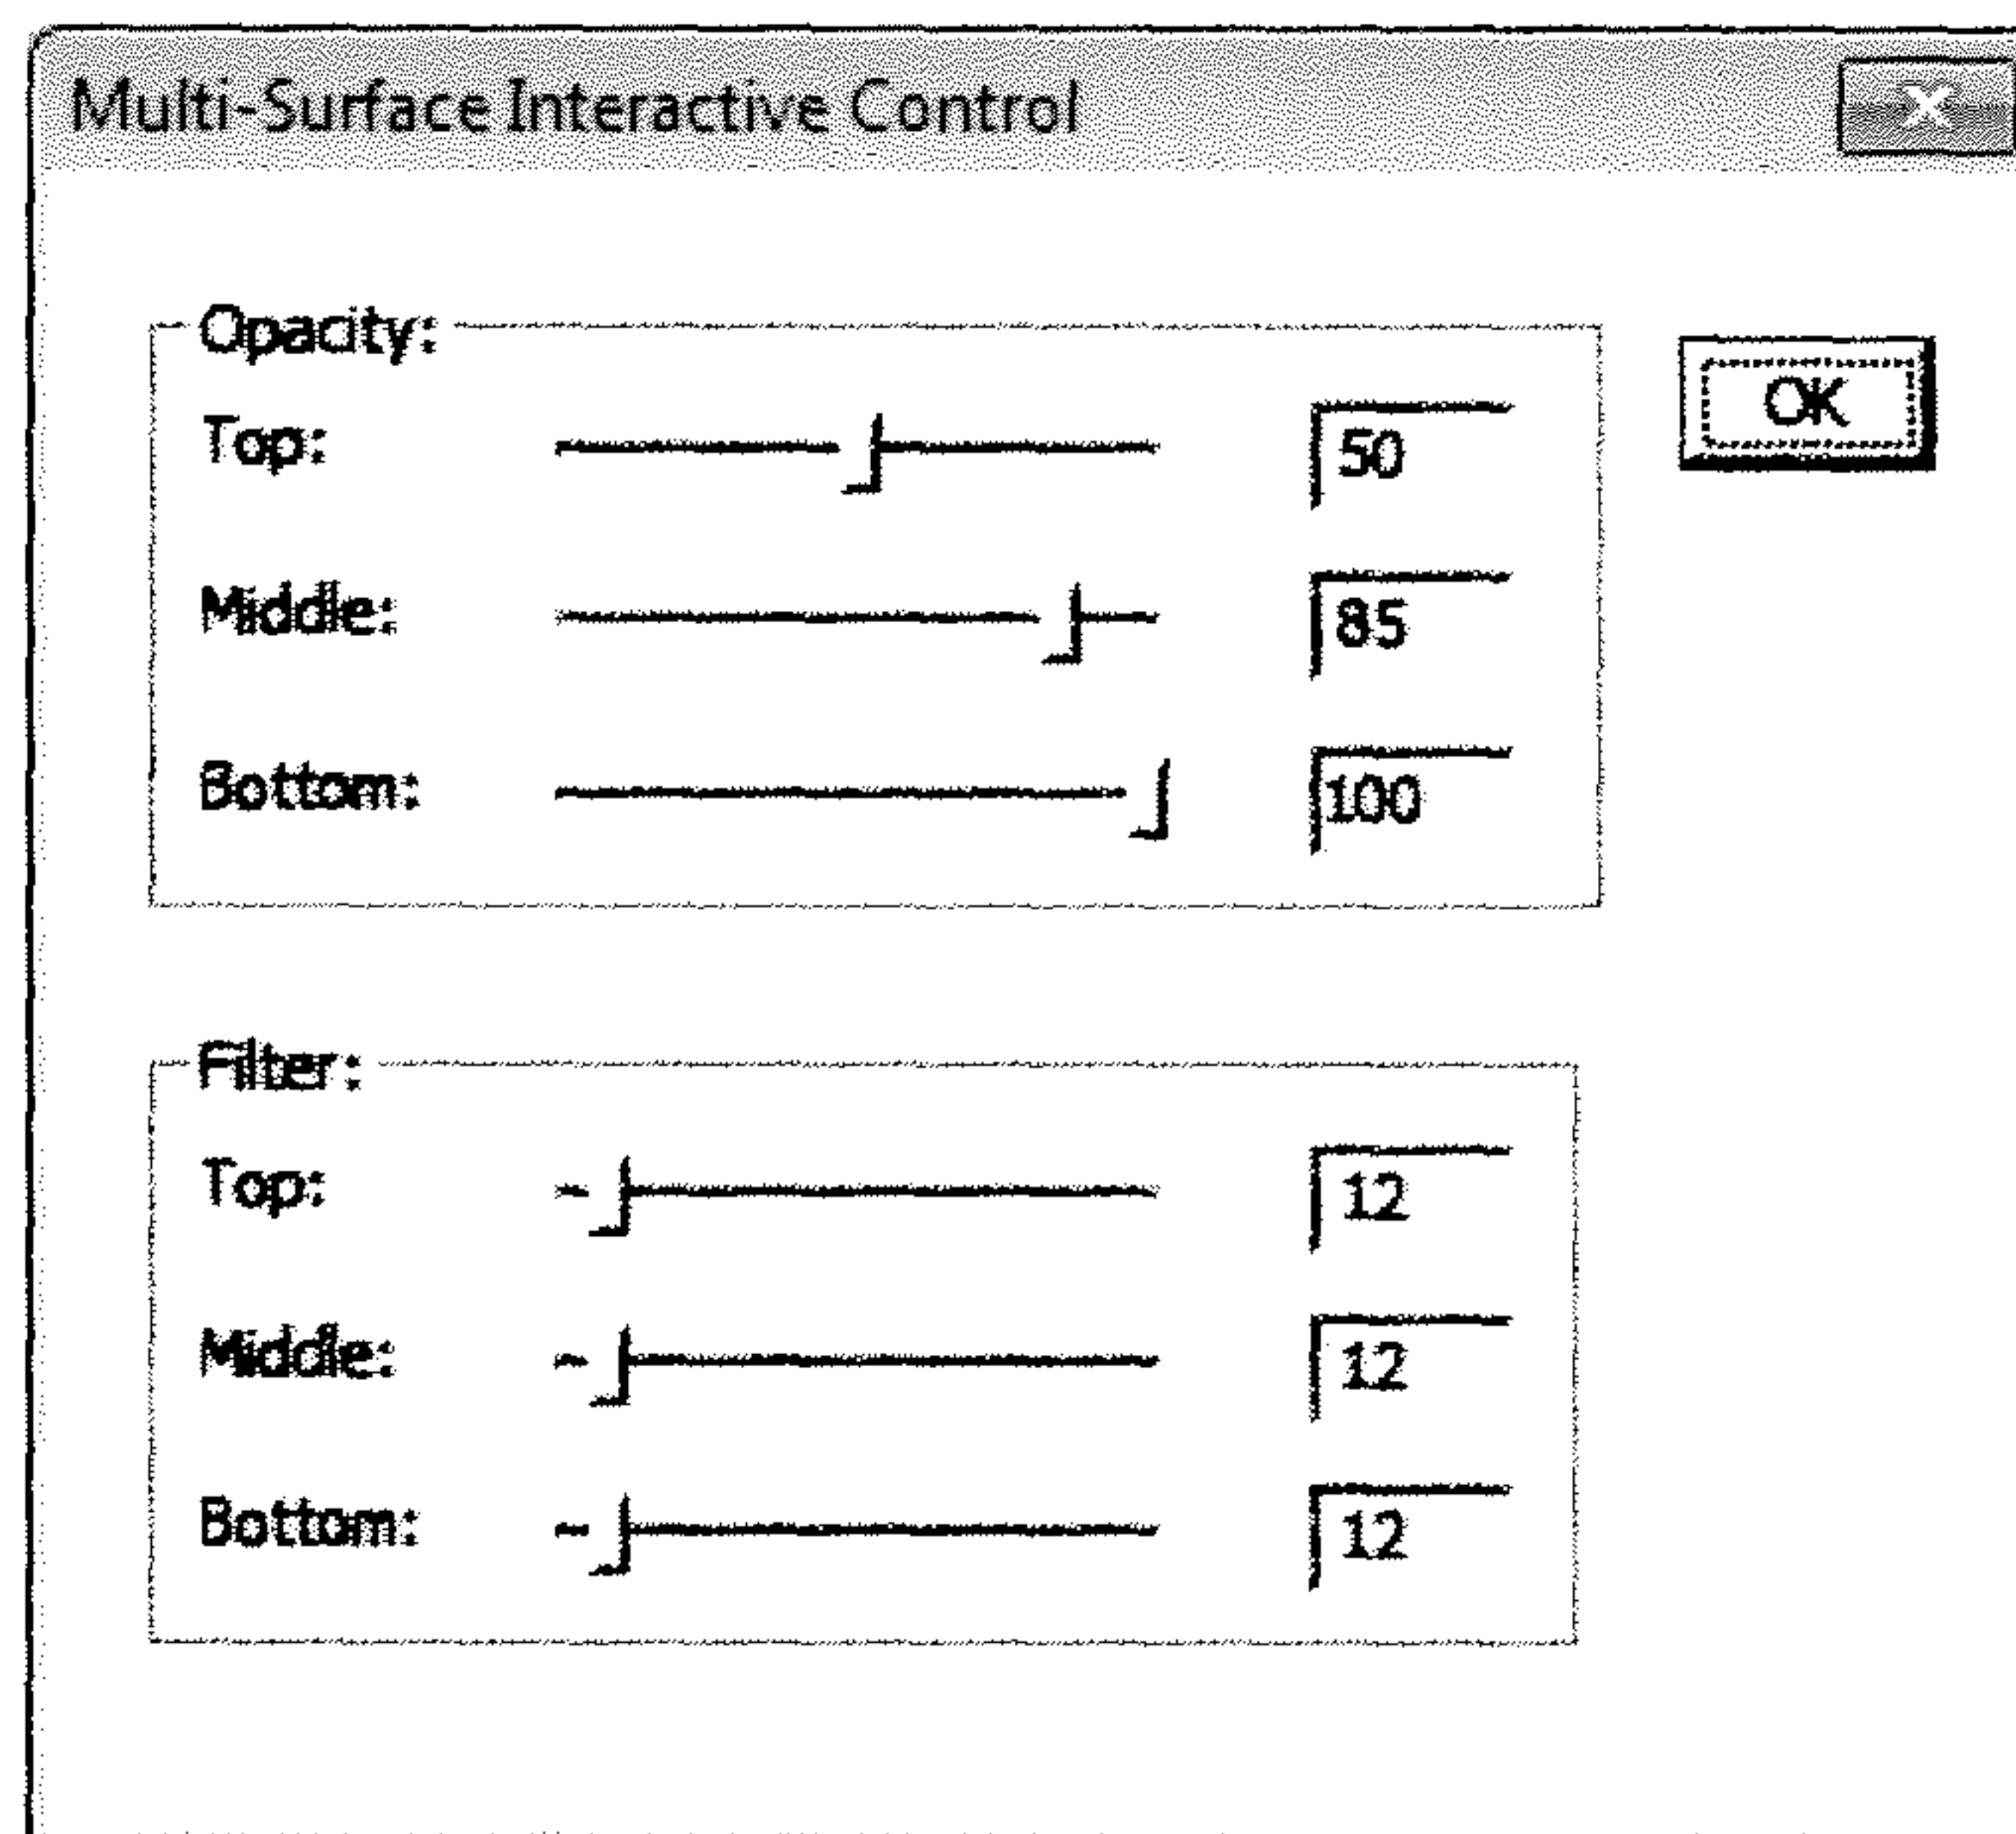 Multi-Surface Interactive Control
X
Opacity:
OK
Top: 50
Middle: 85
Bottom: 100
Filter:
Top: 12
Middle: 12
Bottom: 12